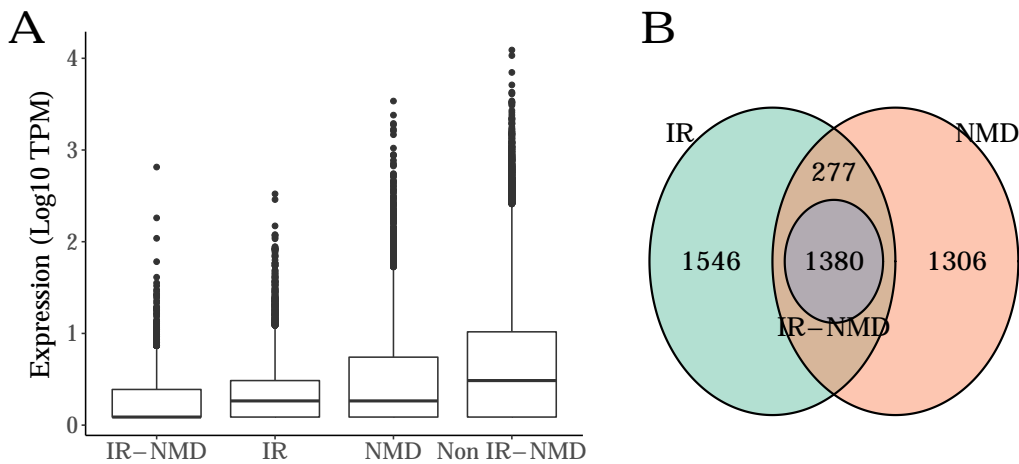 A
Expression (Log10 TPM)
4
3
2
1
0
IR−NMD
IR
NMD
Non IR−NMD
B
IR
NMD
277
1546
1380
1306
IR−NMD